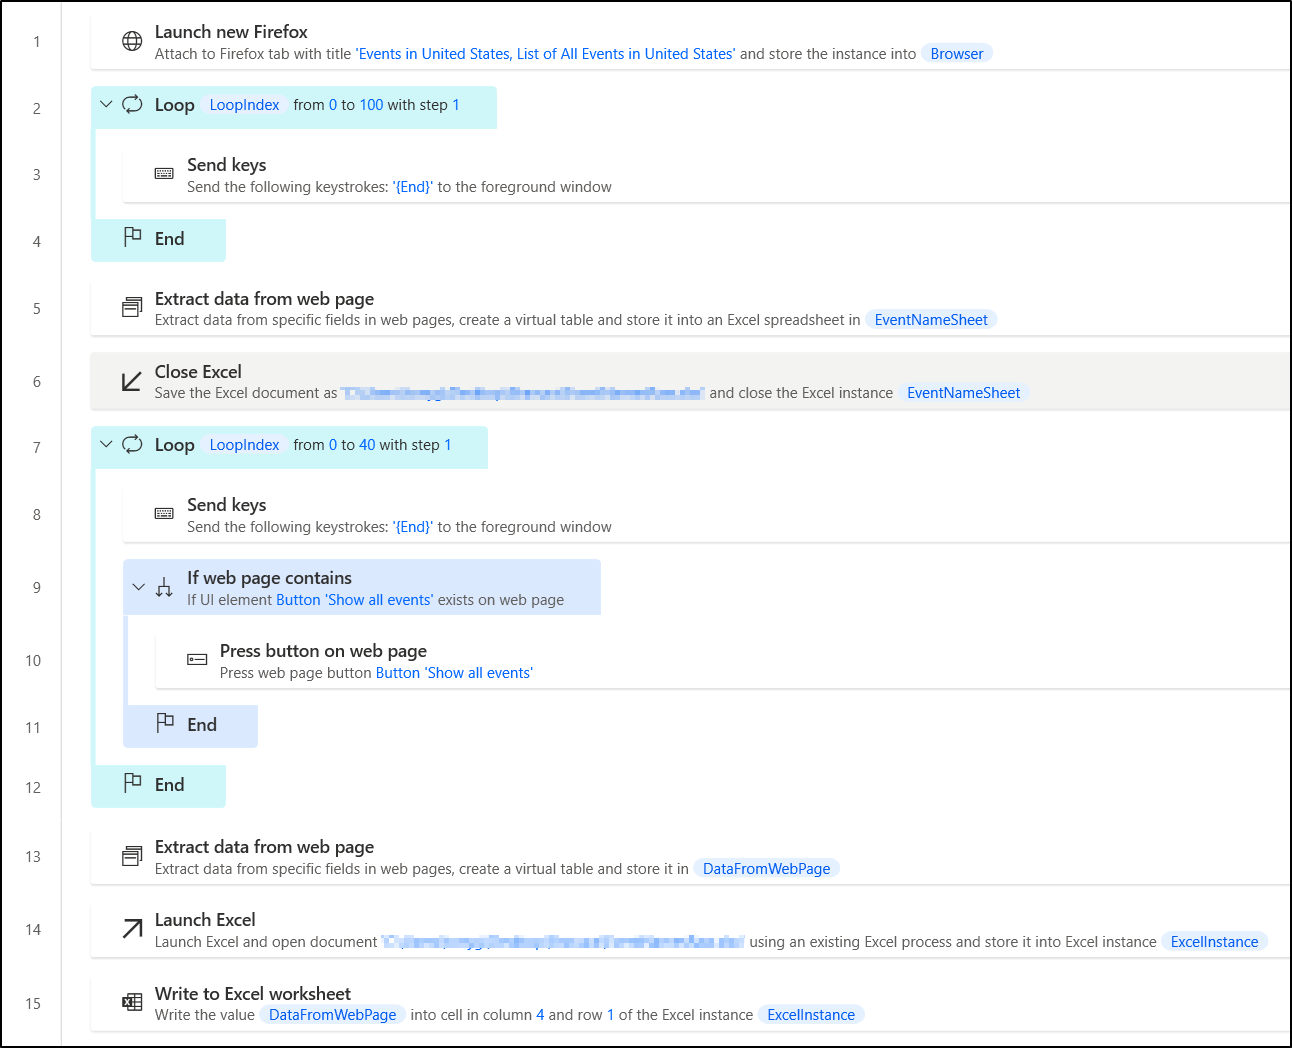 1
Launch new Firefox
Attach to Firefox tab with title 'Events in United States, List of All Events in United States' and store the instance into Browser
2
Loop LoopIndex from 0 to 100 with step 1
3
Send keys
Send the following keystrokes: '{End}' to the foreground window
4
End
5
Extract data from web page
Extract data from specific fields in web pages, create a virtual table and store it into an Excel spreadsheet in EventNameSheet
6
Close Excel
Save the Excel document as and close the Excel instance EventNameSheet
7
Loop LoopIndex from 0 to 40 with step 1
8
Send keys
Send the following keystrokes: '{End}' to the foreground window
9
If web page contains
If UI element Button 'Show all events' exists on web page
10
Press button on web page
Press web page button Button 'Show all events'
11
End
12
End
13
Extract data from web page
Extract data from specific fields in web pages, create a virtual table and store it in DataFromWebPage
14
Launch Excel
Launch Excel and open document using an existing Excel process and store it into Excel instance ExcelInstance
15
Write to Excel worksheet
Write the value DataFromWebPage into cell in column 4 and row 1 of the Excel instance ExcelInstance